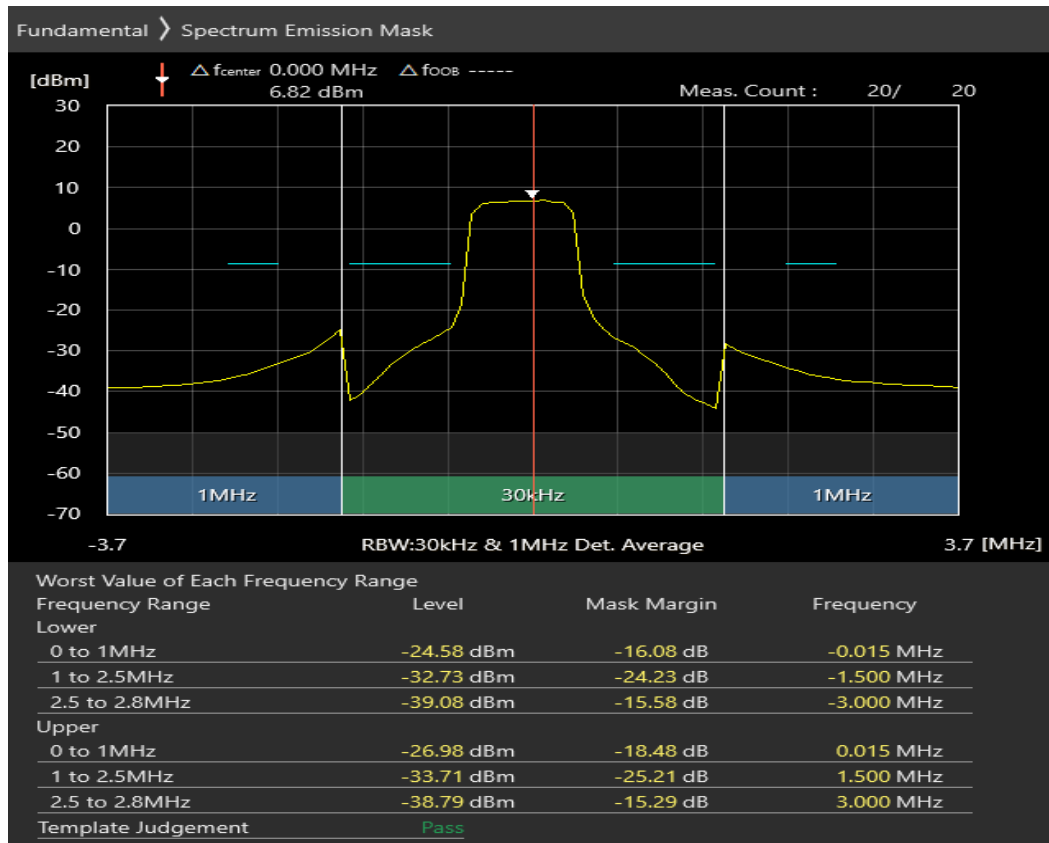 Fundamental 〉 Spectrum Emission Mask
[dBm] △ fcenter 0.000 MHz △ fOOB -----
6.82 dBm Meas. Count : 20/ 20
30
20
10
0
-10
-20
-30
-40
-50
-60
1MHz 30kHz 1MHz
-70
-3.7 RBW:30kHz & 1MHz Det. Average 3.7 [MHz]
Worst Value of Each Frequency Range
Frequency Range Level Mask Margin Frequency
Lower
0 to 1MHz -24.58 dBm -16.08 dB -0.015 MHz
1 to 2.5MHz -32.73 dBm -24.23 dB -1.500 MHz
2.5 to 2.8MHz -39.08 dBm -15.58 dB -3.000 MHz
Upper
0 to 1MHz -26.98 dBm -18.48 dB 0.015 MHz
1 to 2.5MHz -33.71 dBm -25.21 dB 1.500 MHz
2.5 to 2.8MHz -38.79 dBm -15.29 dB 3.000 MHz
Template Judgement Pass